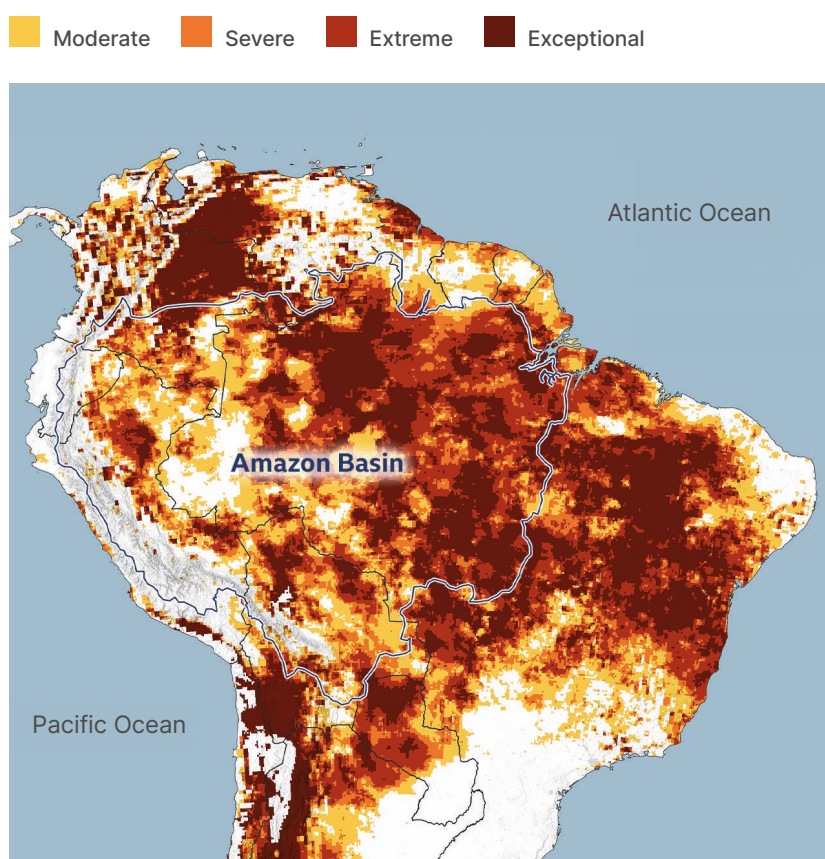 Moderate Severe Extreme Exceptional
Atlantic Ocean
Amazon Basin
Pacific Ocean